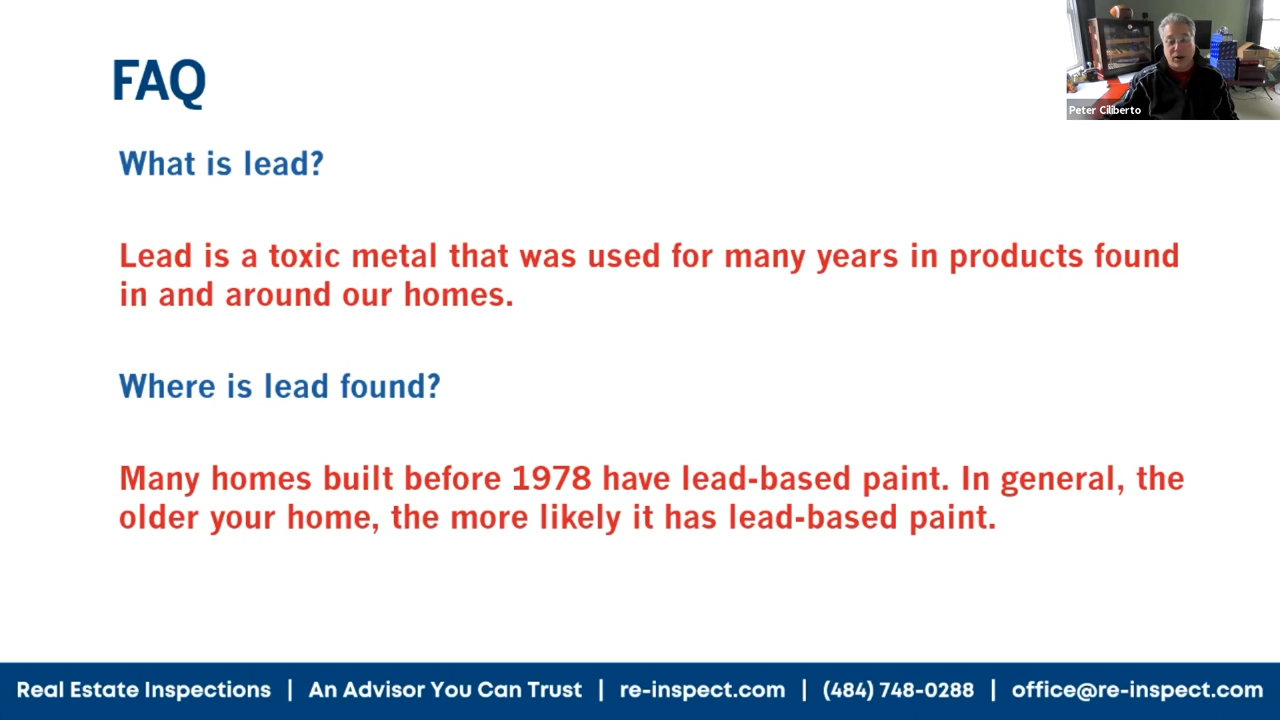 FAQ
Peter Ciliberto
What is lead?
Lead is a toxic metal that was used for many years in products found
in and around our homes.
Where is lead found?
Many homes built before 1978 have lead-based paint. In general, the
older your home, the more likely it has lead-based paint.
Real Estate Inspections | An Advisor You Can Trust | re-inspect.com | (484) 748-0288 | office@re-inspect.com